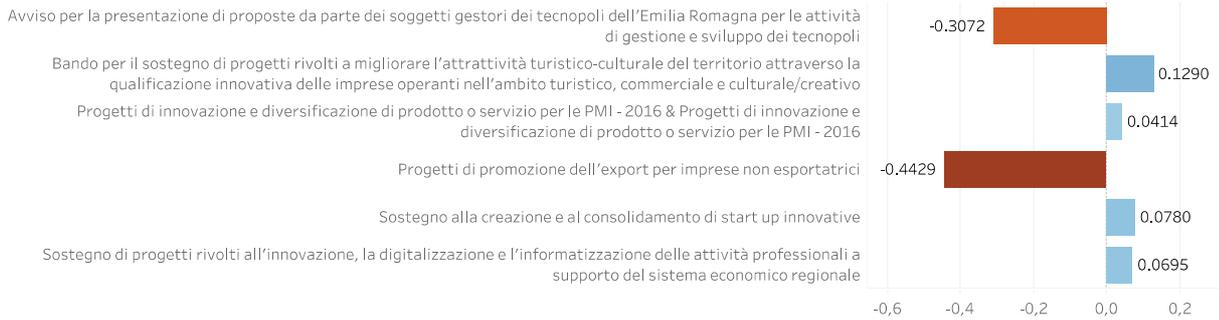 Avviso per la presentazione di proposte da parte dei soggetti gestori dei tecnopoli dell'Emilia Romagna per le attività
di gestione e sviluppo dei tecnopoli
-0.3072
Bando per il sostegno di progetti rivolti a migliorare l'attrattività turistico-culturale del territorio attraverso la
qualificazione innovativa delle imprese operanti nell'ambito turistico, commerciale e culturale/creativo
0.1290
Progetti di innovazione e diversificazione di prodotto o servizio per le PMI - 2016 & Progetti di innovazione e
diversificazione di prodotto o servizio per le PMI - 2016
0.0414
Progetti di promozione dell'export per imprese non esportatrici
-0.4429
Sostegno alla creazione e al consolidamento di start up innovative
0.0780
Sostegno di progetti rivolti all'innovazione, la digitalizzazione e l'informatizzazione delle attività professionali a
supporto del sistema economico regionale
0.0695
-0,6 -0,4 -0,2 0,0 0,2